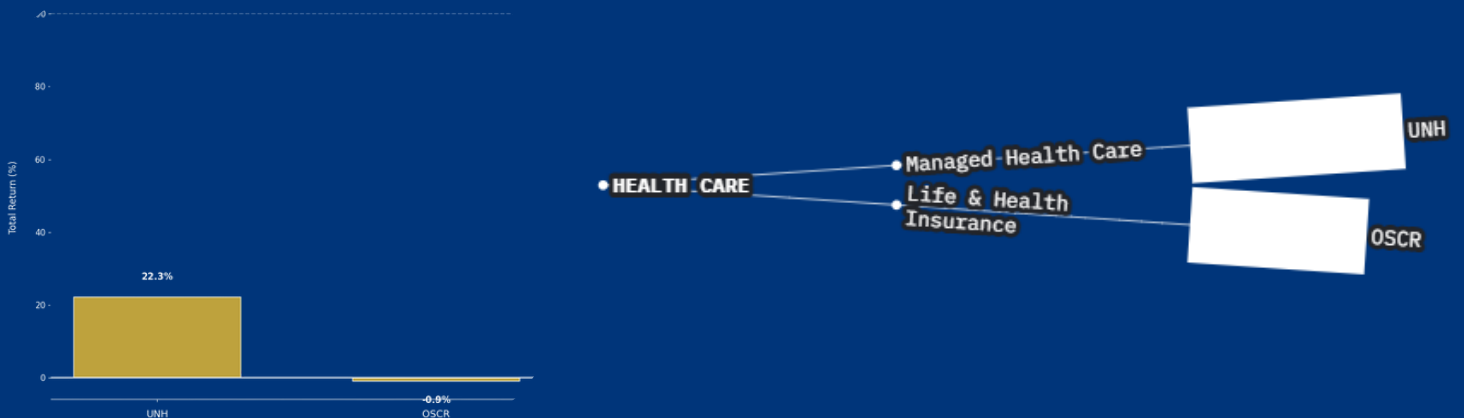 80
60
40
20
0
Total Return (%)
22.3%
-0.9%
UNH
OSCR
HEALTH CARE
Managed Health Care
Life & Health
Insurance
UNH
OSCR